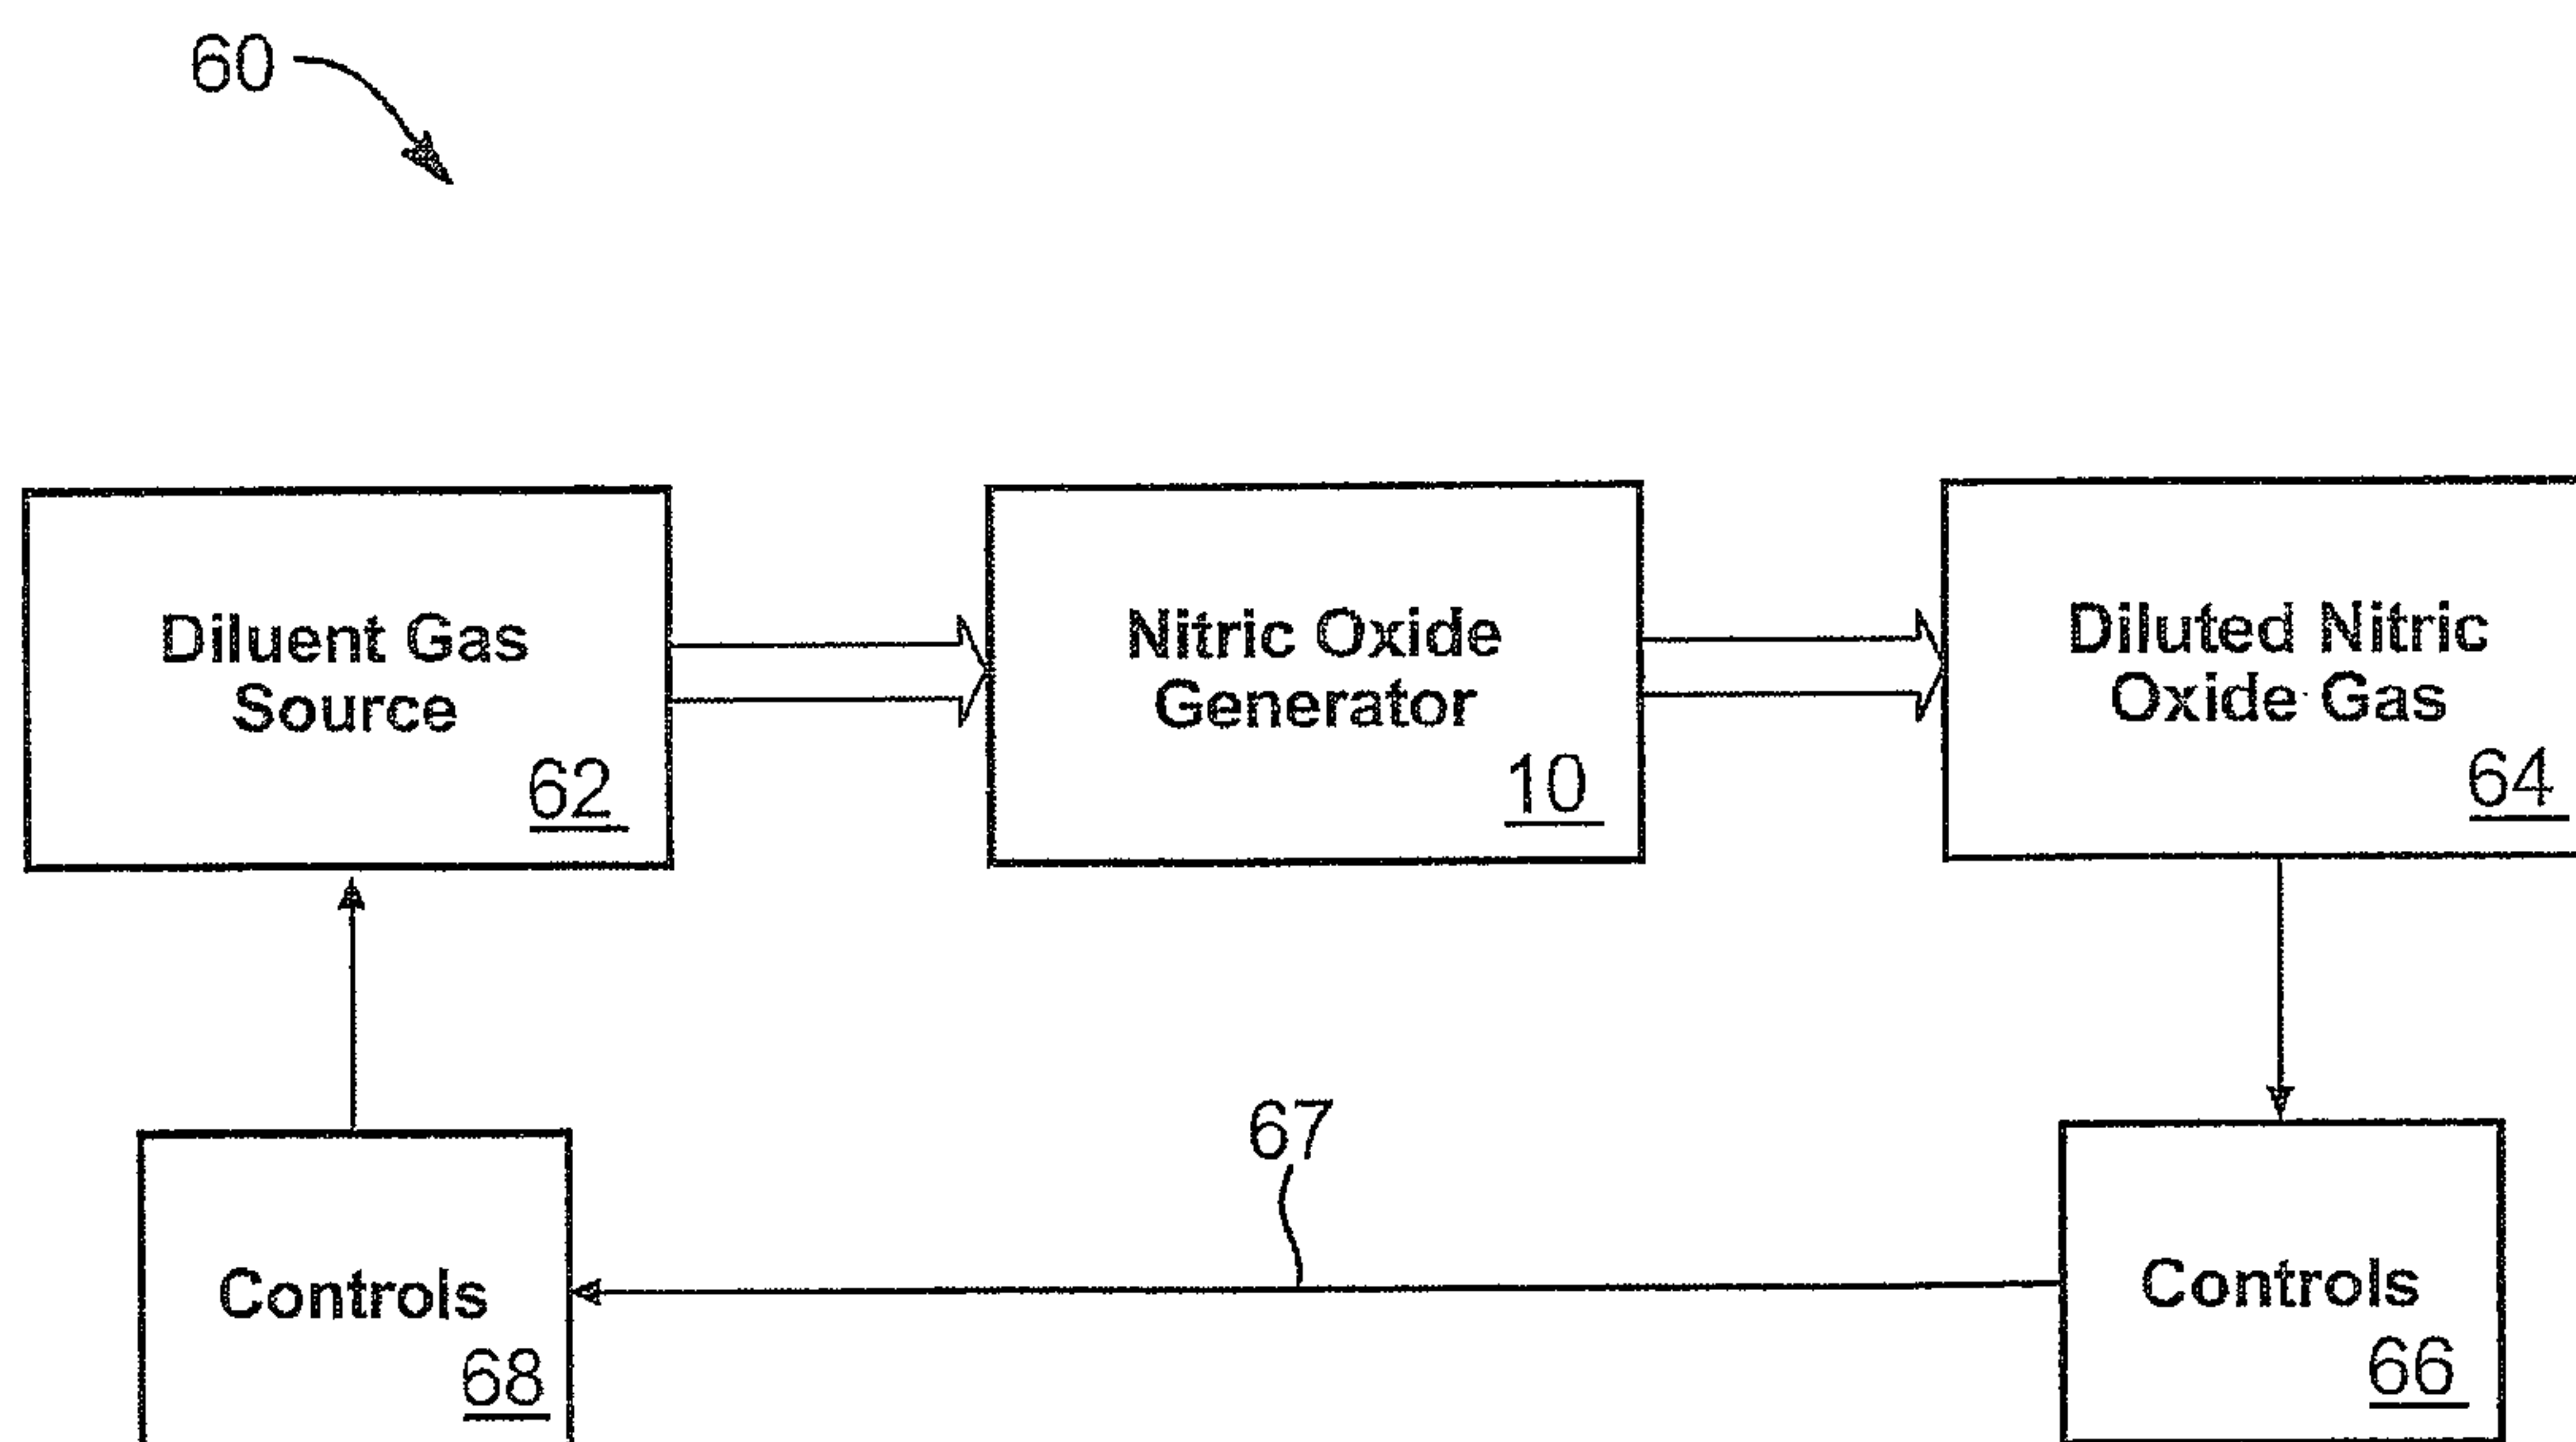 60
Diluent Gas
Source
62
Nitric Oxide
Generator
10
Diluted Nitric
Oxide Gas
64
67
Controls
68
Controls
66